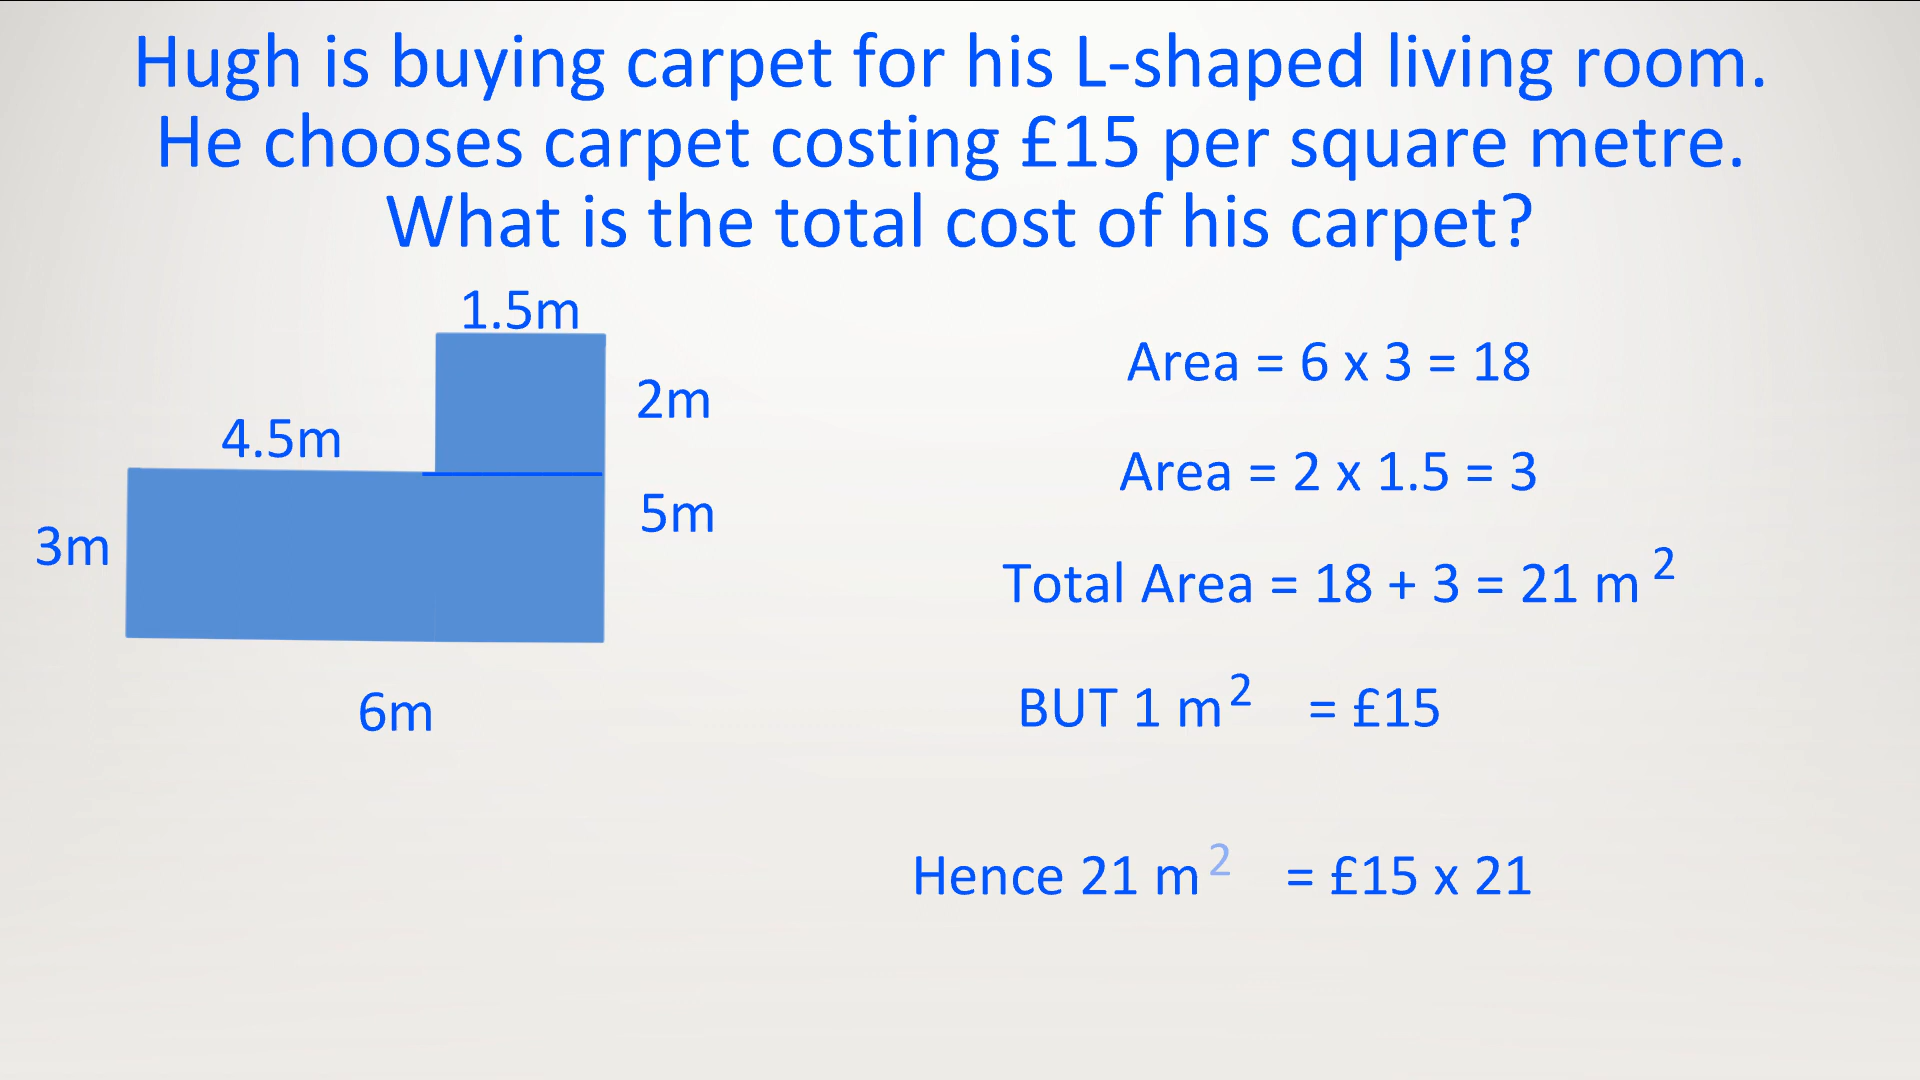 Hugh is buying carpet for his L-shaped living room.
He chooses carpet costing £15 per square metre.
What is the total cost of his carpet?
1.5m
2m
4.5m
5m
3m
6m
Area = 6 x 3 = 18
Area = 2 x 1.5 = 3
Total Area = 18 + 3 = 21 m 2
BUT 1 m 2 = £15
Hence 21 m 2 = £15 x 21